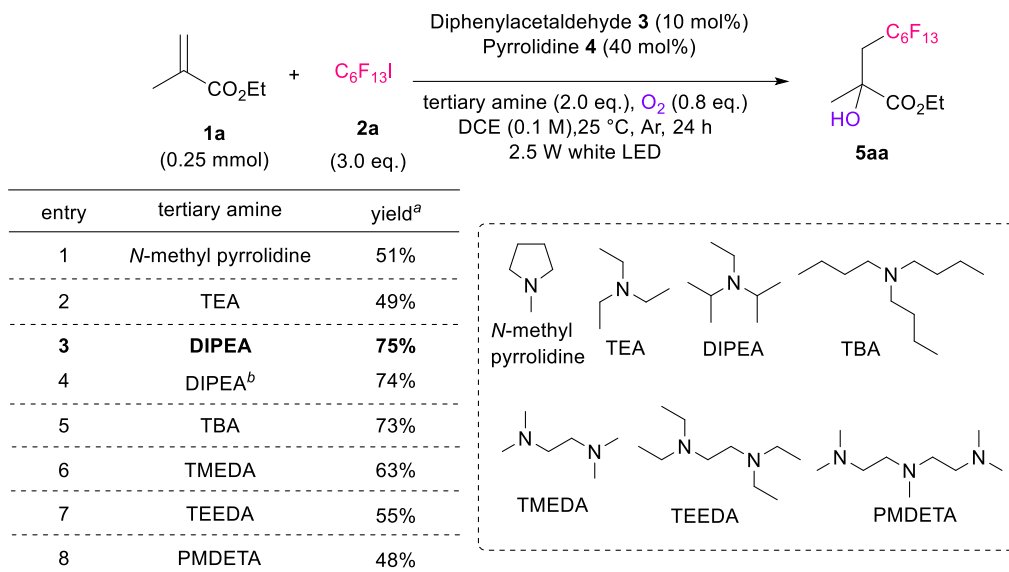 Diphenylacetaldehyde 3 (10 mol%)
Pyrrolidine 4 (40 mol%)
CO2Et
1a
(0.25 mmol)
+
C6F13I
2a
(3.0 eq.)
tertiary amine (2.0 eq.), O2 (0.8 eq.)
DCE (0.1 M),25 °C, Ar, 24 h
2.5 W white LED
C6F13
CO2Et
HO
5aa
entry tertiary amine yielda
1 N-methyl pyrrolidine 51%
2 TEA 49%
3 DIPEA 75%
4 DIPEAb 74%
5 TBA 73%
6 TMEDA 63%
7 TEEDA 55%
8 PMDETA 48%
N
N-methyl
pyrrolidine
N
TEA
N
DIPEA
N
TBA
N
N
TMEDA
N
N
TEEDA
N
N
N
PMDETA